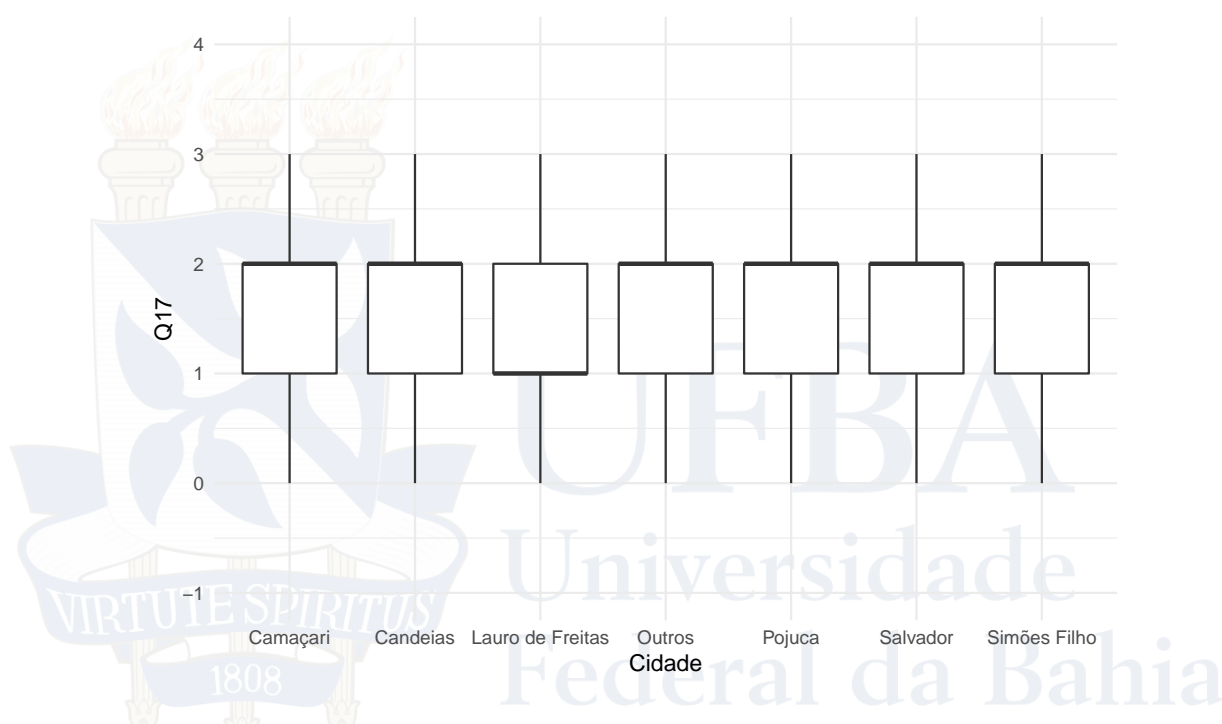 4
3
2
1
0
−1
Q17
Camaçari Candeias Lauro de Freitas Outros Pojuca Salvador Simões Filho
Cidade
UFBA
Universidade
Federal da Bahia
VIRTUTE SPIRITUS
1808